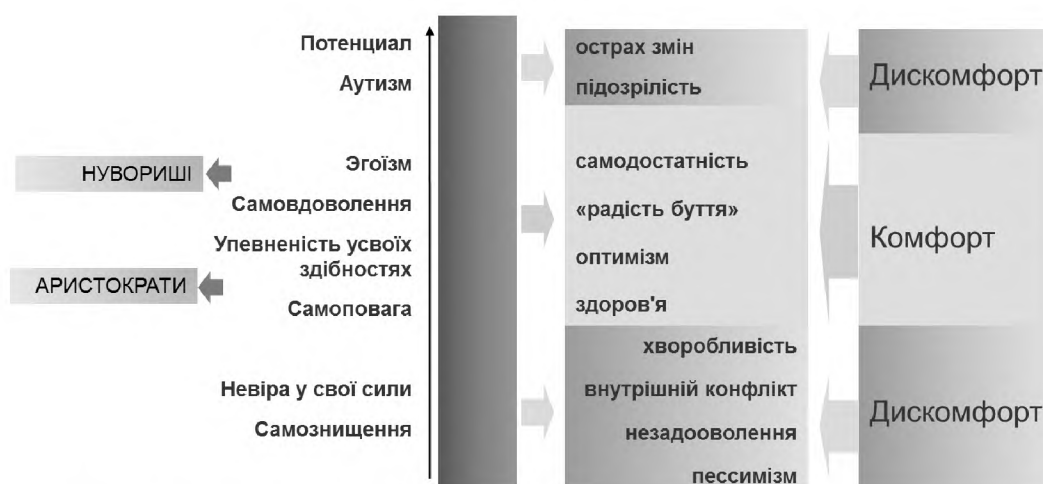 Потенциал
Аутизм
НУВОРИШІ
Эгоїзм
Самовдоволення
Упевненість усвоїх
здібностях
АРИСТОКРАТИ
Самоповага
Невіра у свої сили
Самознищення
острах змін
підозрілість
самодостатність
«радість буття»
оптимізм
здоров'я
хворобливість
внутрішній конфлікт
незадооволення
пессимізм
Дискомфорт
Комфорт
Дискомфорт